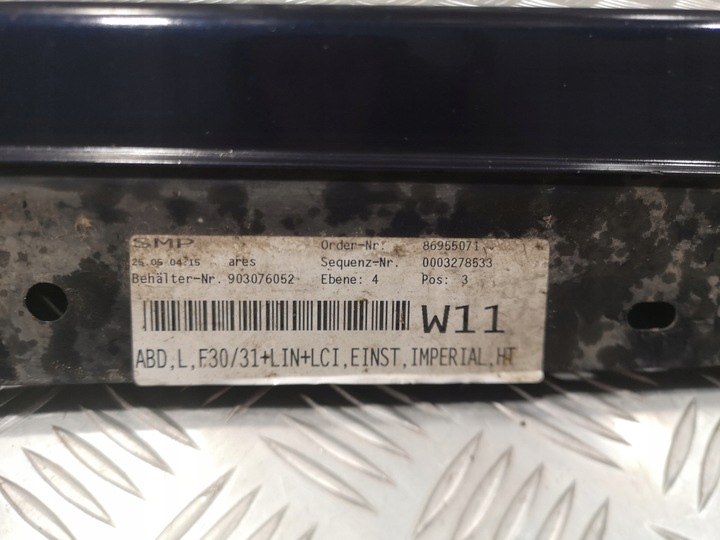 SMP Order-Nr: 86955071
25.05 04:15 ares Sequenz-Nr. 0003278533
Behälter-Nr. 903076052 Ebene: 4 Pos: 3
W11
ABD,L,F30/31+LIN+LCI,EINST,IMPERIAL,HT